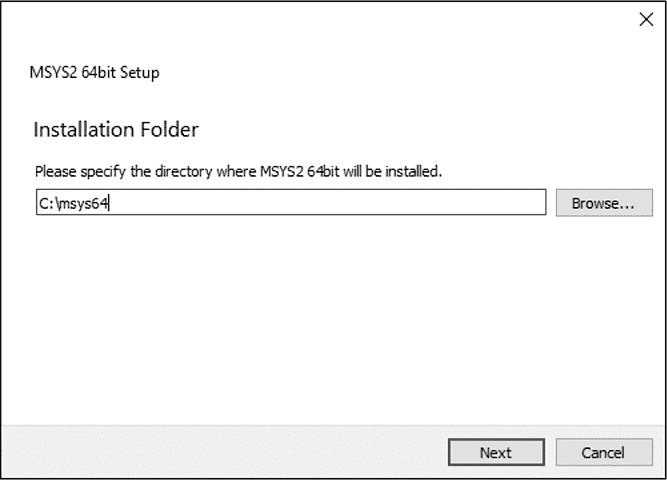 MSYS2 64bit Setup
Installation Folder
Please specify the directory where MSYS2 64bit will be installed.
C:\msys64
Browse...
Next
Cancel